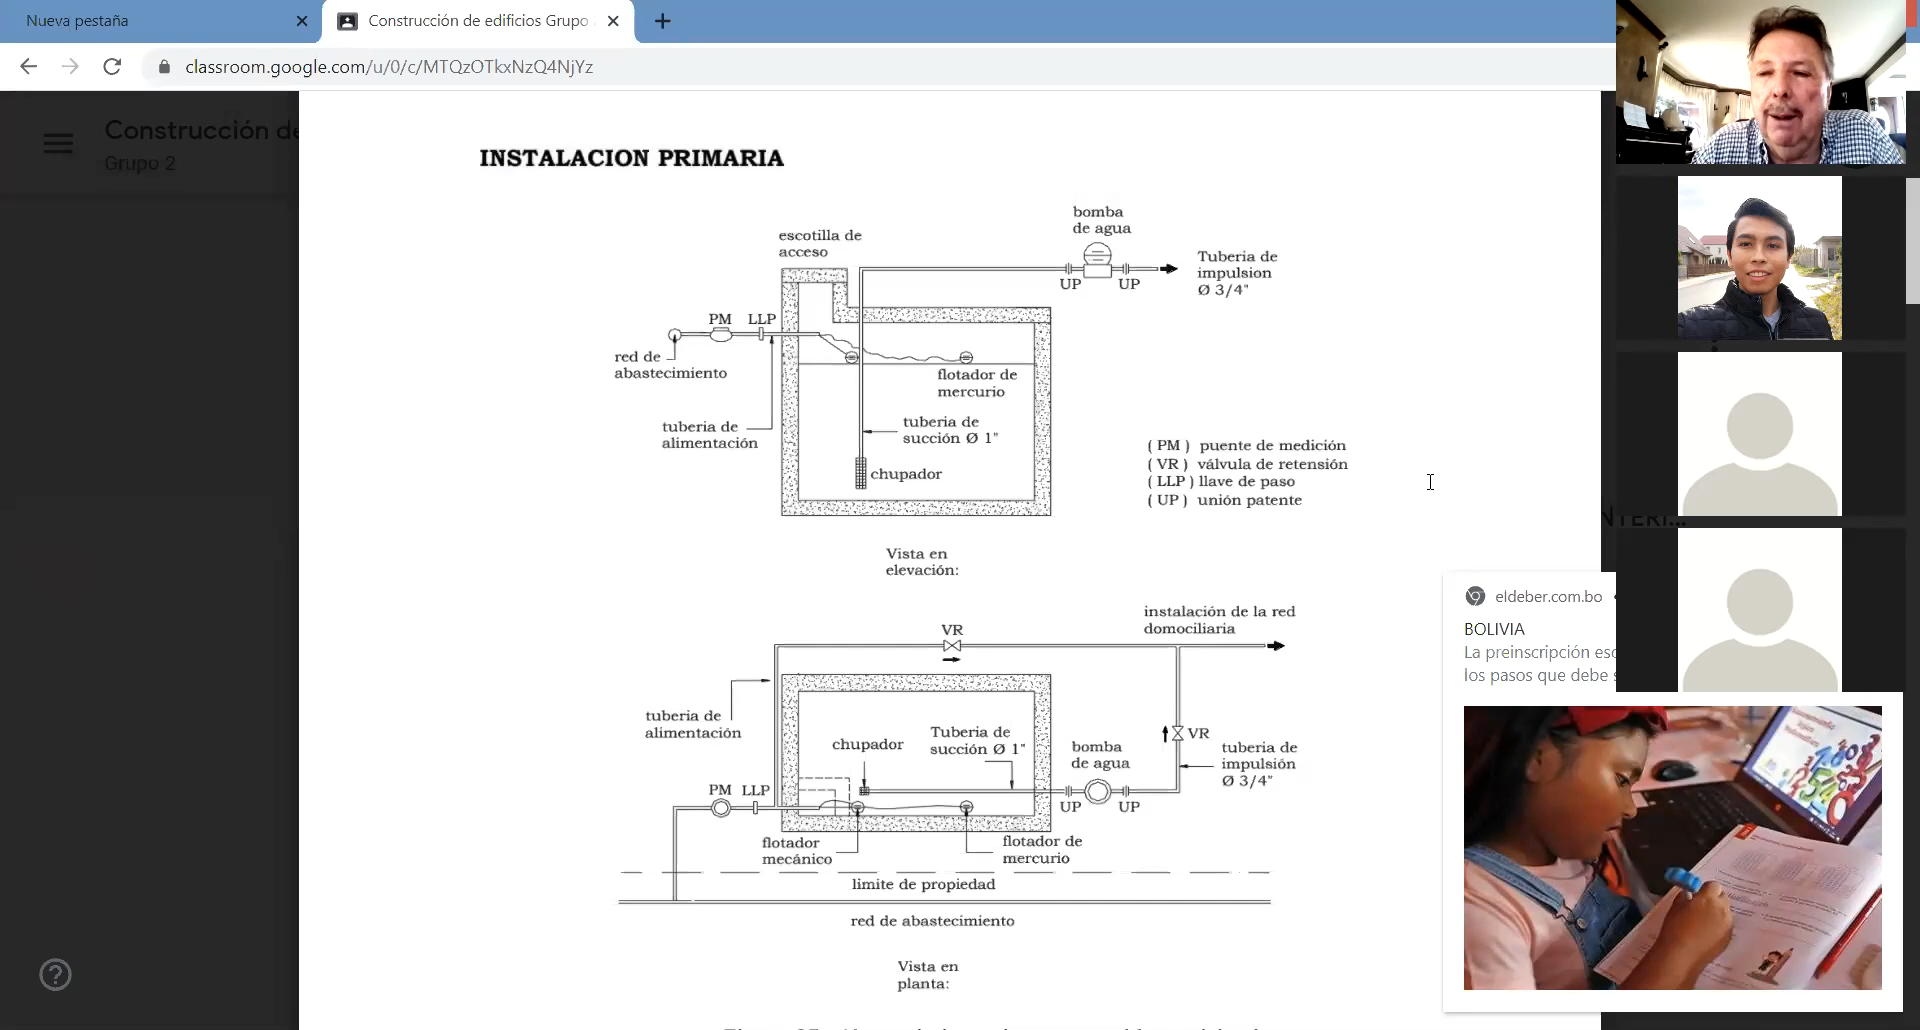 Nueva pestaña
Construcción de edificios Grupo
classroom.google.com/u/0/c/MTQzOTkxNzQ4NjYz
Construcción de
Grupo 2
INSTALACION PRIMARIA
bomba
de agua
escotilla de
acceso
Tuberia de
impulsion
Ø 3/4"
UP UP
PM LLP
red de
abastecimiento
flotador de
mercurio
tuberia de
alimentación
tuberia de
succión Ø 1"
chupador
( PM ) puente de medición
( VR ) válvula de retensión
( LLP ) llave de paso
( UP ) unión patente
Vista en
elevación:
instalación de la red
domiciliaria
VR
tuberia de
alimentación
chupador
Tuberia de
succión Ø 1"
bomba
de agua
VR
tuberia de
impulsión
Ø 3/4"
PM LLP
UP UP
flotador
mecánico
flotador de
mercurio
limite de propiedad
red de abastecimiento
Vista en
planta:
eldeber.com.bo
BOLIVIA
La preinscripción
los pasos que debe